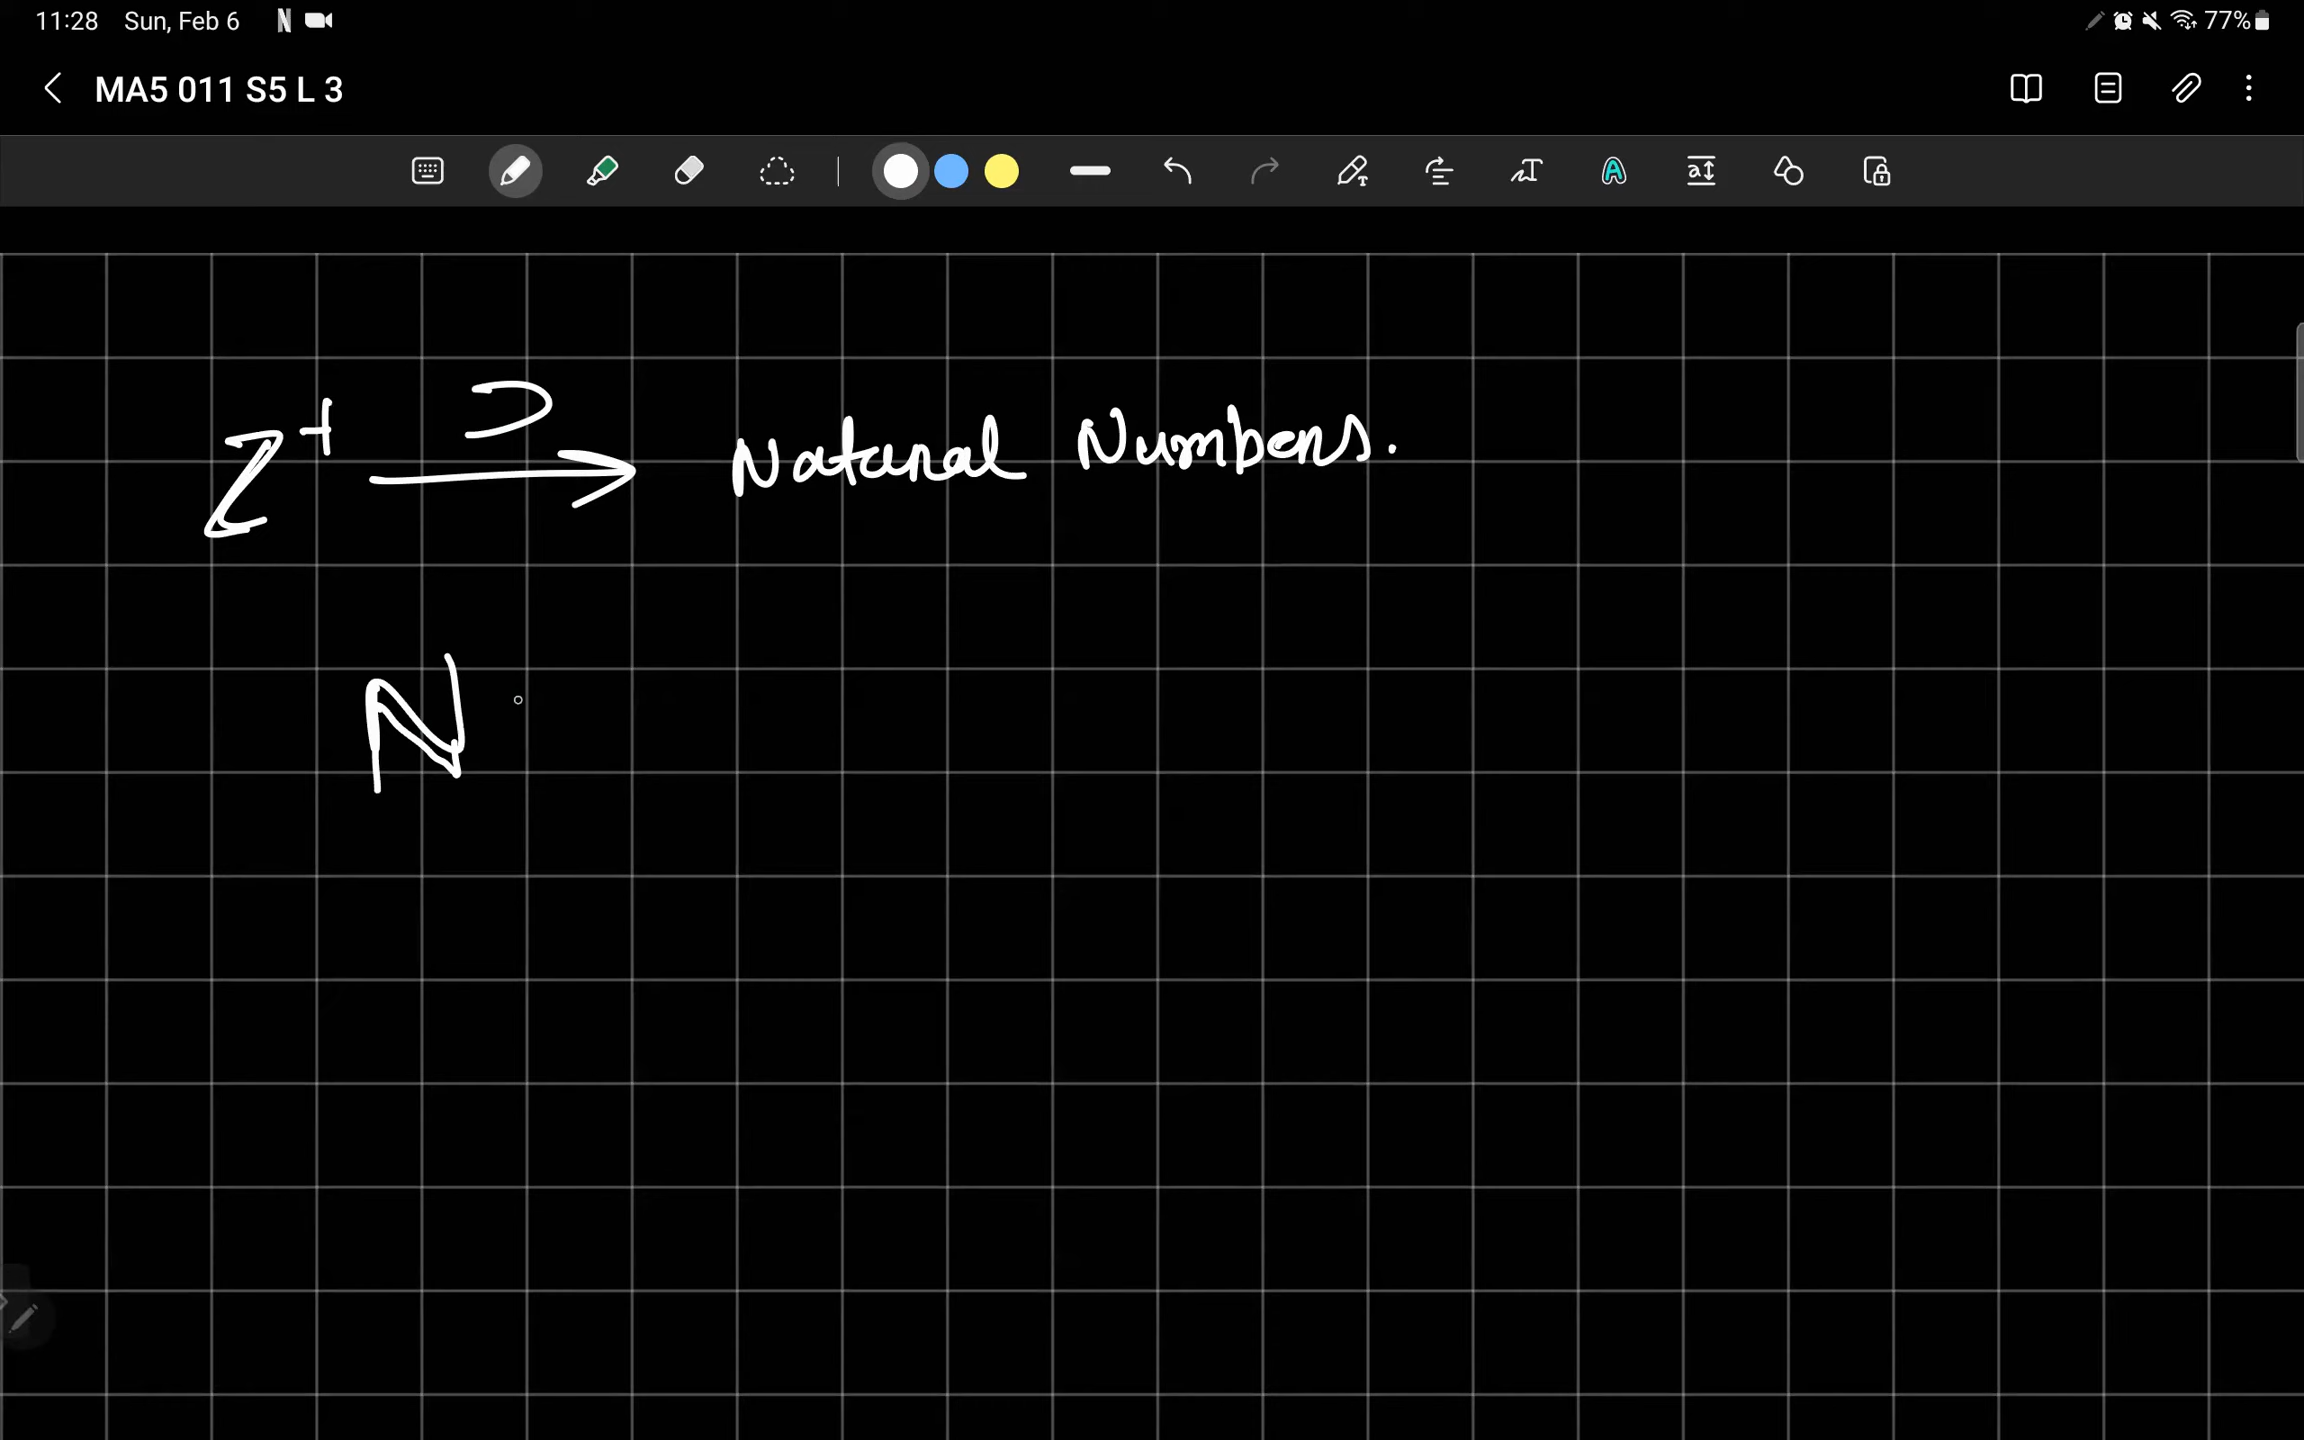 11:28 Sun, Feb 6 77%
MA5 011 S5 L 3
Z⁺ ⊃ → Natural Numbers.
N